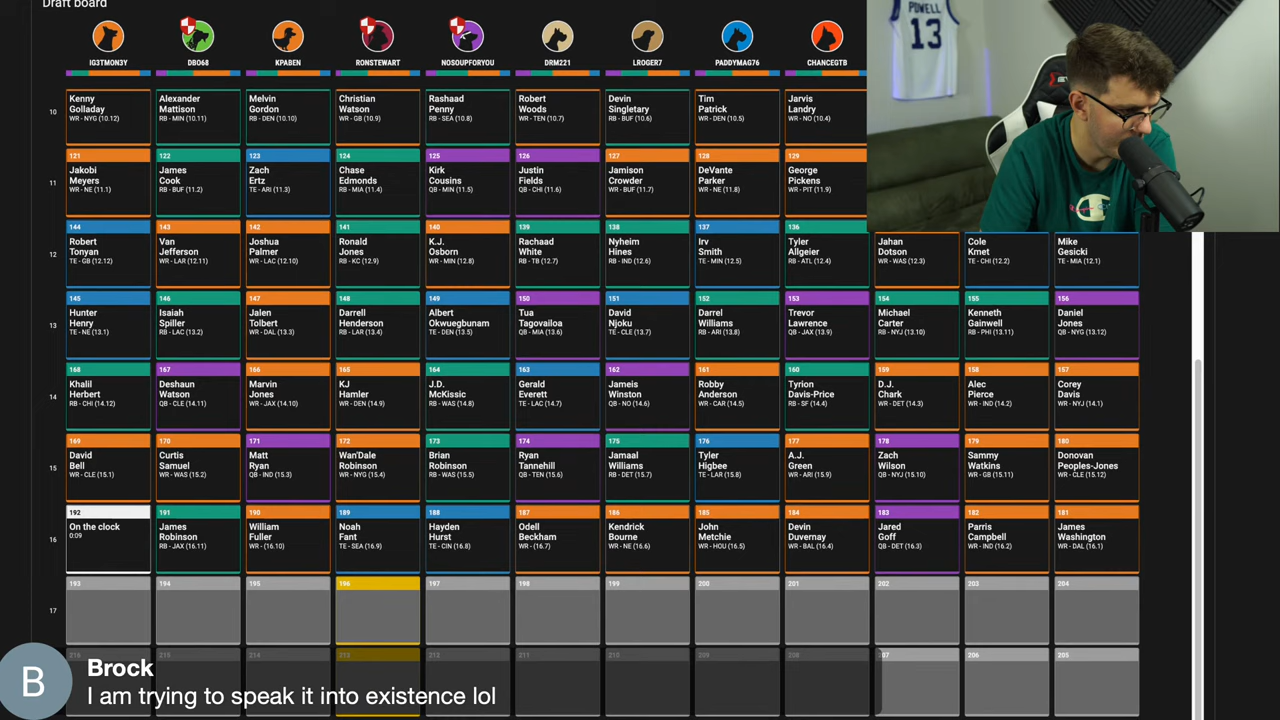 Draft board
POWELL
13
IG3TMON3Y DBO68 KPABEN RONSTEWART NOSOUPFORYOU DRM221 LROGER7 PADDYMAG76 CHANCEGTB
10
Kenny Golladay WR - NYG (10.12)
Alexander Mattison RB - MIN (10.11)
Melvin Gordon RB - DEN (10.10)
Christian Watson WR - GB (10.9)
Rashaad Penny RB - SEA (10.8)
Robert Woods WR - TEN (10.7)
Devin Singletary RB - BUF (10.6)
Tim Patrick WR - DEN (10.5)
Jarvis Landry WR - NO (10.4)
11
121 Jakobi Meyers WR - NE (11.1)
122 James Cook RB - BUF (11.2)
123 Zach Ertz TE - ARI (11.3)
124 Chase Edmonds RB - MIA (11.4)
125 Kirk Cousins QB - MIN (11.5)
126 Justin Fields QB - CHI (11.6)
127 Jamison Crowder WR - BUF (11.7)
128 DeVante Parker WR - NE (11.8)
129 George Pickens WR - PIT (11.9)
12
144 Robert Tonyan TE - GB (12.12)
143 Van Jefferson WR - LAR (12.11)
142 Joshua Palmer WR - LAC (12.10)
141 Ronald Jones RB - KC (12.9)
140 K.J. Osborn WR - MIN (12.8)
139 Rachaad White RB - TB (12.7)
138 Nyheim Hines RB - IND (12.6)
137 Irv Smith TE - MIN (12.5)
136 Tyler Allgeier RB - ATL (12.4)
Jahan Dotson WR - WAS (12.3)
Cole Kmet TE - CHI (12.2)
Mike Gesicki TE - MIA (12.1)
13
145 Hunter Henry TE - NE (13.1)
146 Isaiah Spiller RB - LAC (13.2)
147 Jalen Tolbert WR - DAL (13.3)
148 Darrell Henderson RB - LAR (13.4)
149 Albert Okwuegbunam TE - DEN (13.5)
150 Tua Tagovailoa QB - MIA (13.6)
151 David Njoku TE - CLE (13.7)
152 Darrel Williams RB - ARI (13.8)
153 Trevor Lawrence QB - JAX (13.9)
154 Michael Carter RB - NYJ (13.10)
155 Kenneth Gainwell RB - PHI (13.11)
156 Daniel Jones QB - NYG (13.12)
14
168 Khalil Herbert RB - CHI (14.12)
167 Deshaun Watson QB - CLE (14.11)
166 Marvin Jones WR - JAX (14.10)
165 KJ Hamler WR - DEN (14.9)
164 J.D. McKissic RB - WAS (14.8)
163 Gerald Everett TE - LAC (14.7)
162 Jameis Winston QB - NO (14.6)
161 Robby Anderson WR - CAR (14.5)
160 Tyrion Davis-Price RB - SF (14.4)
159 D.J. Chark WR - DET (14.3)
158 Alec Pierce WR - IND (14.2)
157 Corey Davis WR - NYJ (14.1)
15
169 David Bell WR - CLE (15.1)
170 Curtis Samuel WR - WAS (15.2)
171 Matt Ryan QB - IND (15.3)
172 Wan'Dale Robinson WR - NYG (15.4)
173 Brian Robinson RB - WAS (15.5)
174 Ryan Tannehill QB - TEN (15.6)
175 Jamaal Williams RB - DET (15.7)
176 Tyler Higbee TE - LAR (15.8)
177 A.J. Green WR - ARI (15.9)
178 Zach Wilson QB - NYJ (15.10)
179 Sammy Watkins WR - GB (15.11)
180 Donovan Peoples-Jones WR - CLE (15.12)
16
192 On the clock 0:09
191 James Robinson RB - JAX (16.11)
190 William Fuller WR - (16.10)
189 Noah Fant TE - SEA (16.9)
188 Hayden Hurst TE - CIN (16.8)
187 Odell Beckham WR - (16.7)
186 Kendrick Bourne WR - NE (16.6)
185 John Metchie WR - HOU (16.5)
184 Devin Duvernay WR - BAL (16.4)
183 Jared Goff QB - DET (16.3)
182 Parris Campbell WR - IND (16.2)
181 James Washington WR - DAL (16.1)
17
193 194 195 196 197 198 199 200 201 202 203 204
216 215 214 213 212 211 210 209 208 207 206 205
B
Brock
I am trying to speak it into existence lol